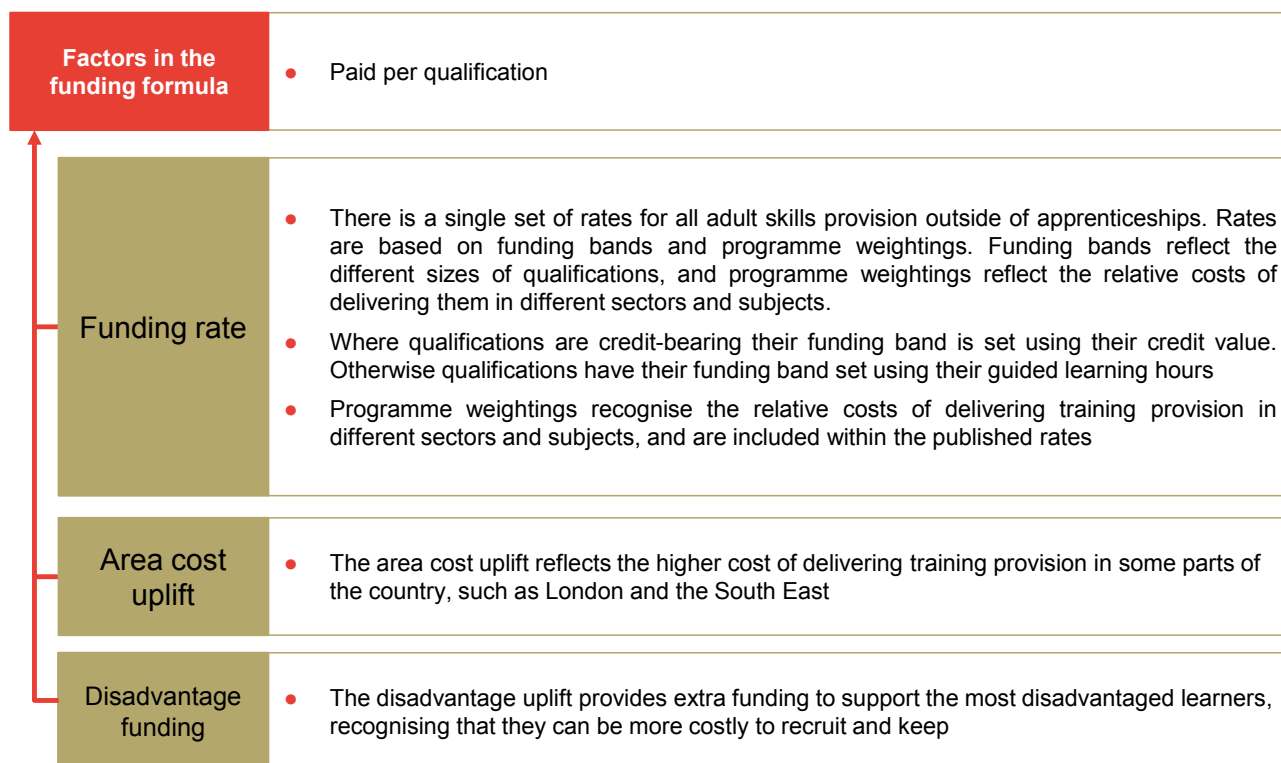 Factors in the
funding formula
● Paid per qualification
Funding rate
● There is a single set of rates for all adult skills provision outside of apprenticeships. Rates
are based on funding bands and programme weightings. Funding bands reflect the
different sizes of qualifications, and programme weightings reflect the relative costs of
delivering them in different sectors and subjects.
● Where qualifications are credit-bearing their funding band is set using their credit value.
Otherwise qualifications have their funding band set using their guided learning hours
● Programme weightings recognise the relative costs of delivering training provision in
different sectors and subjects, and are included within the published rates
Area cost
uplift
● The area cost uplift reflects the higher cost of delivering training provision in some parts of
the country, such as London and the South East
Disadvantage
funding
● The disadvantage uplift provides extra funding to support the most disadvantaged learners,
recognising that they can be more costly to recruit and keep